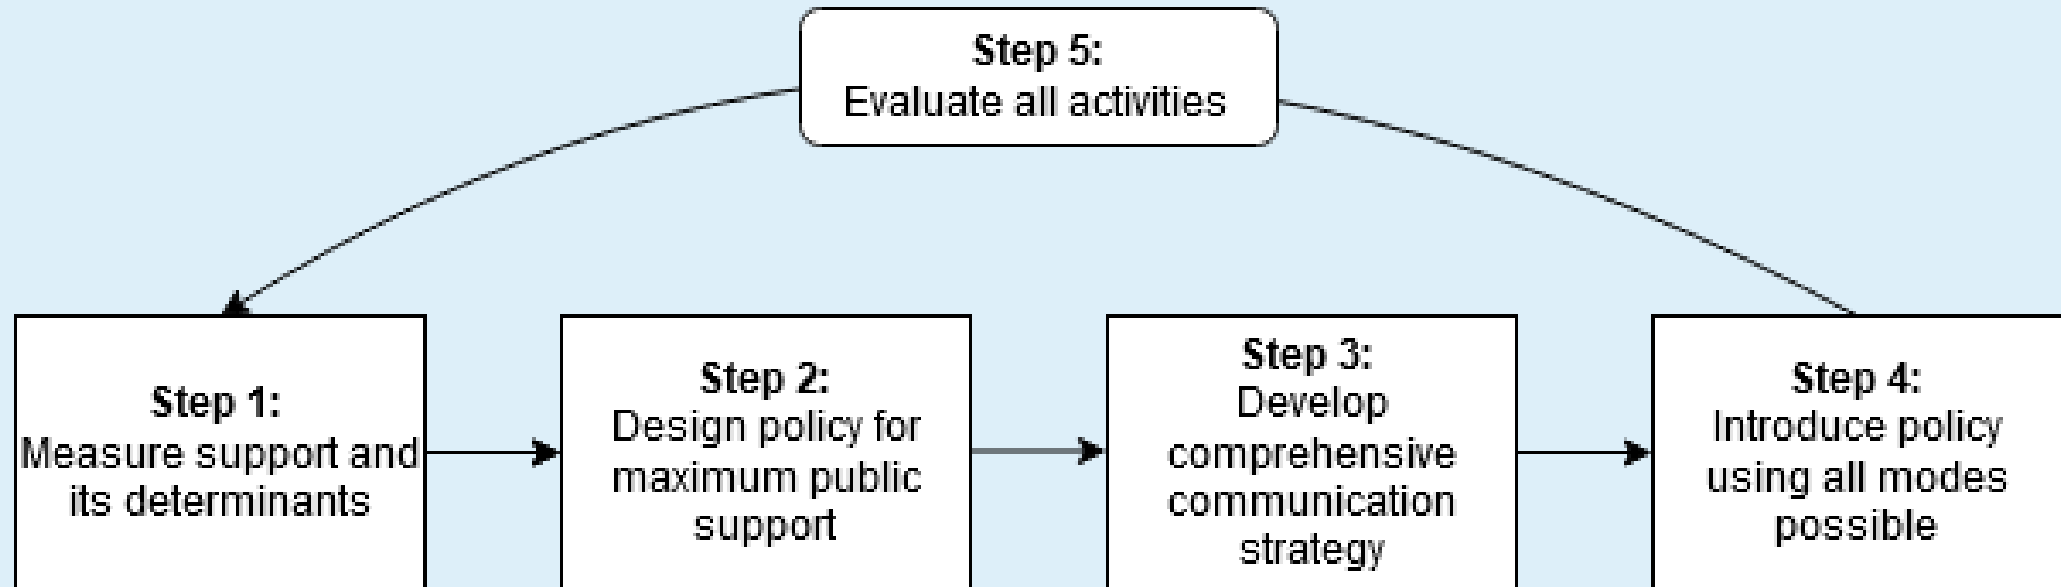 Step 5:
Evaluate all activities
Step 1:
Measure support and
its determinants
Step 2:
Design policy for
maximum public
support
Step 3:
Develop
comprehensive
communication
strategy
Step 4:
Introduce policy
using all modes
possible